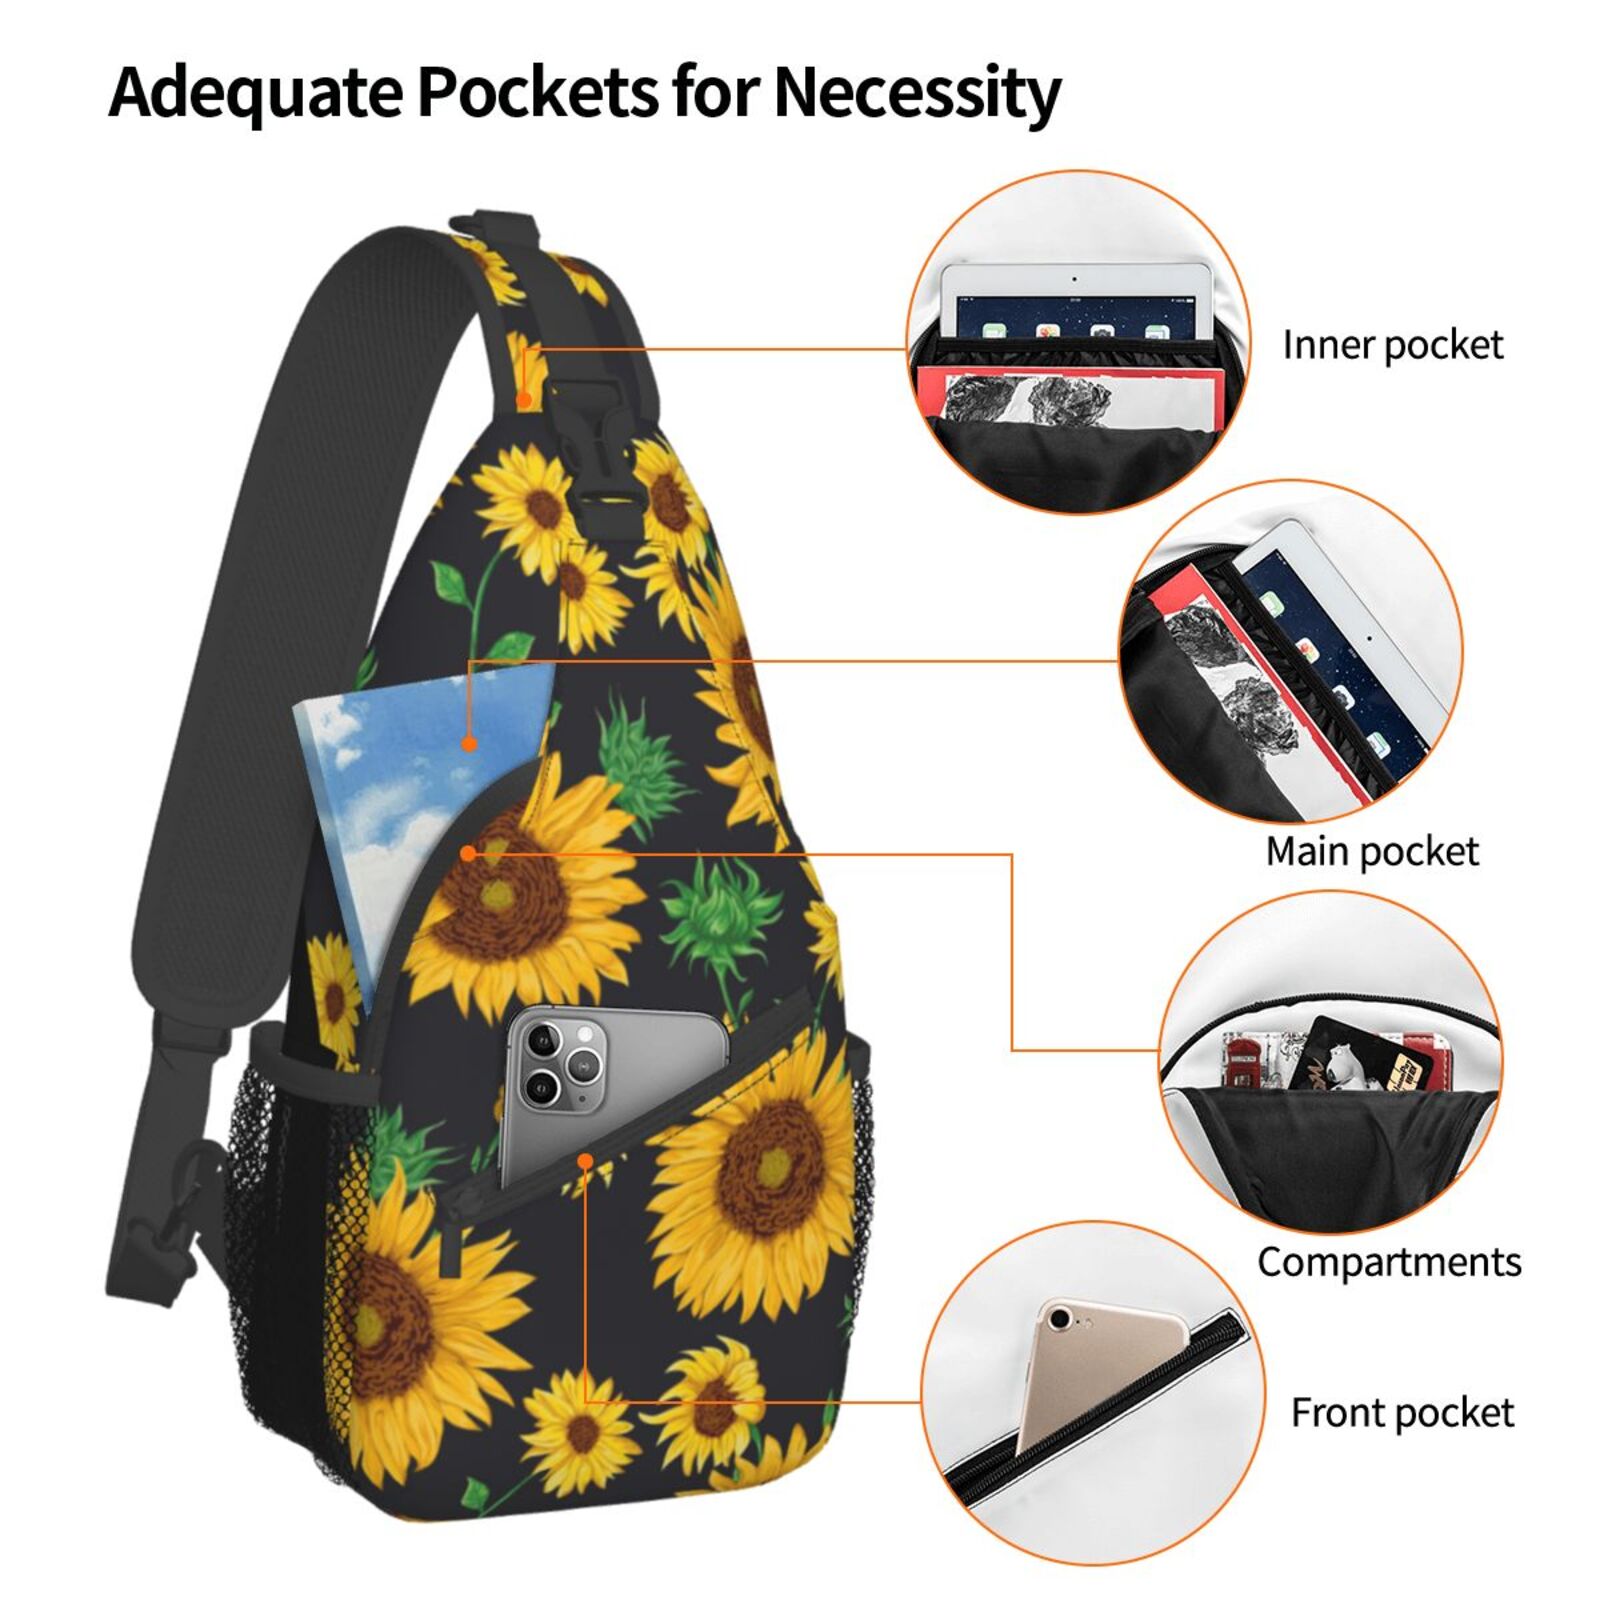 Adequate Pockets for Necessity
Inner pocket
Main pocket
Compartments
Front pocket